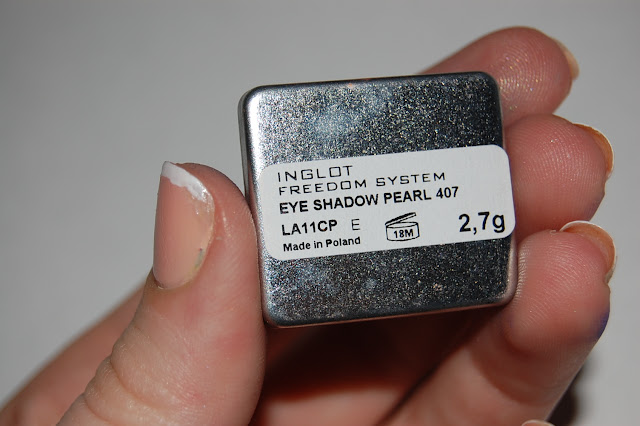 INGLOT
FREEDOM SYSTEM
EYE SHADOW PEARL 407
LA11CP E 18M 2,7g
Made in Poland